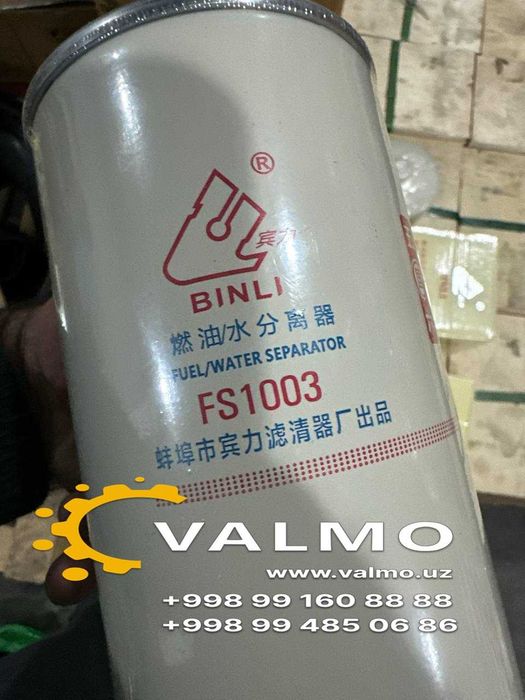 ®
宾力
BINLI
燃油/水分离器
FUEL/WATER SEPARATOR
FS1003
蚌埠市宾力滤清器厂出品
VALMO
www.valmo.uz
+998 99 160 88 88
+998 99 485 06 86